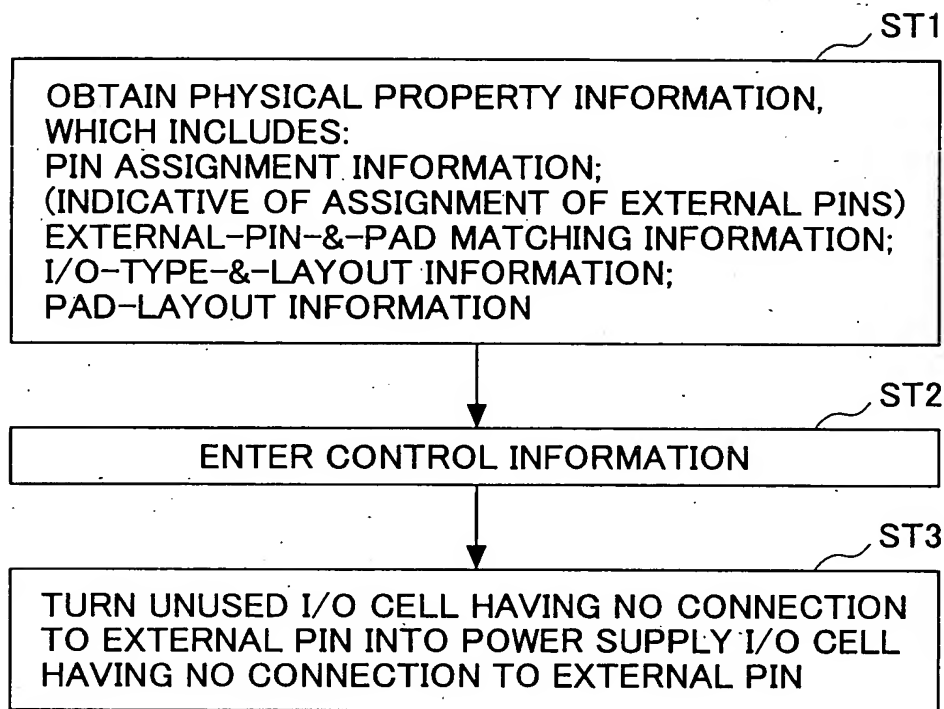 ST1
OBTAIN PHYSICAL PROPERTY INFORMATION,
WHICH INCLUDES:
PIN ASSIGNMENT INFORMATION;
(INDICATIVE OF ASSIGNMENT OF EXTERNAL PINS)
EXTERNAL-PIN-&-PAD MATCHING INFORMATION;
I/O-TYPE-&-LAYOUT INFORMATION;
PAD-LAYOUT INFORMATION
ST2
ENTER CONTROL INFORMATION
ST3
TURN UNUSED I/O CELL HAVING NO CONNECTION
TO EXTERNAL PIN INTO POWER SUPPLY I/O CELL
HAVING NO CONNECTION TO EXTERNAL PIN